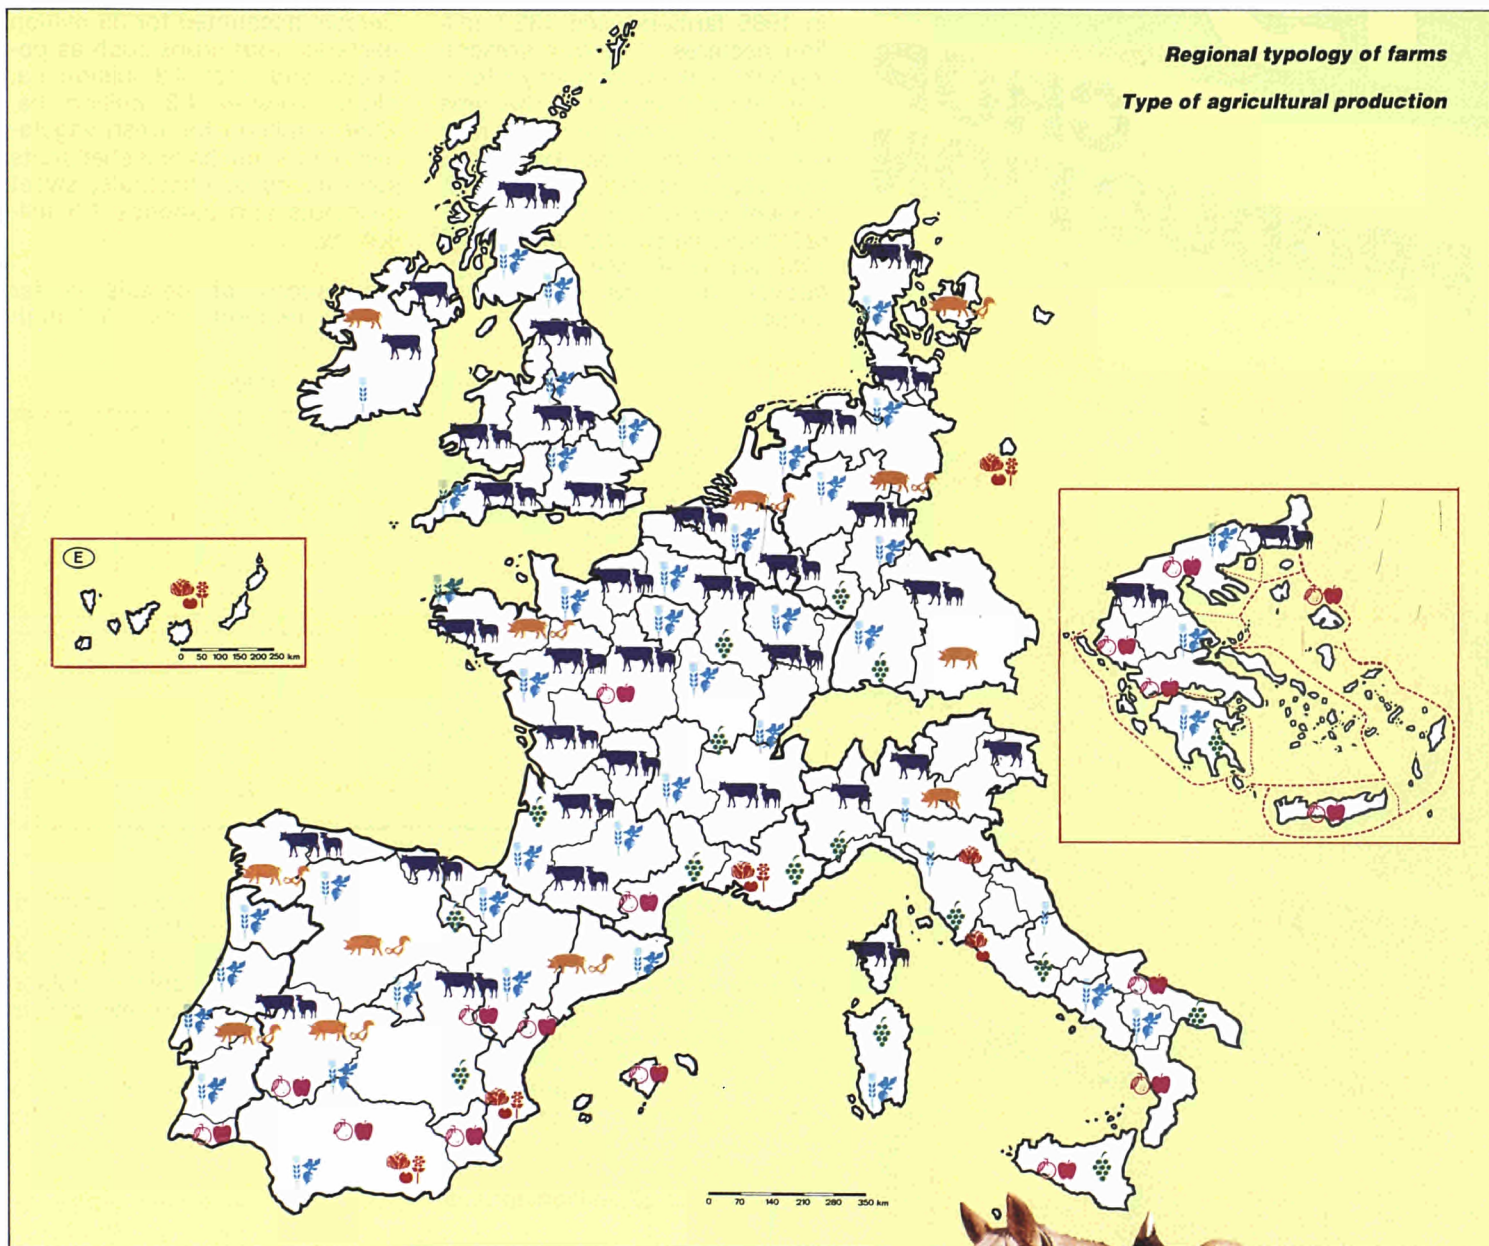 Regional typology of farms
Type of agricultural production
E
0 50 100 150 200 250 km
0 70 140 210 280 350 km